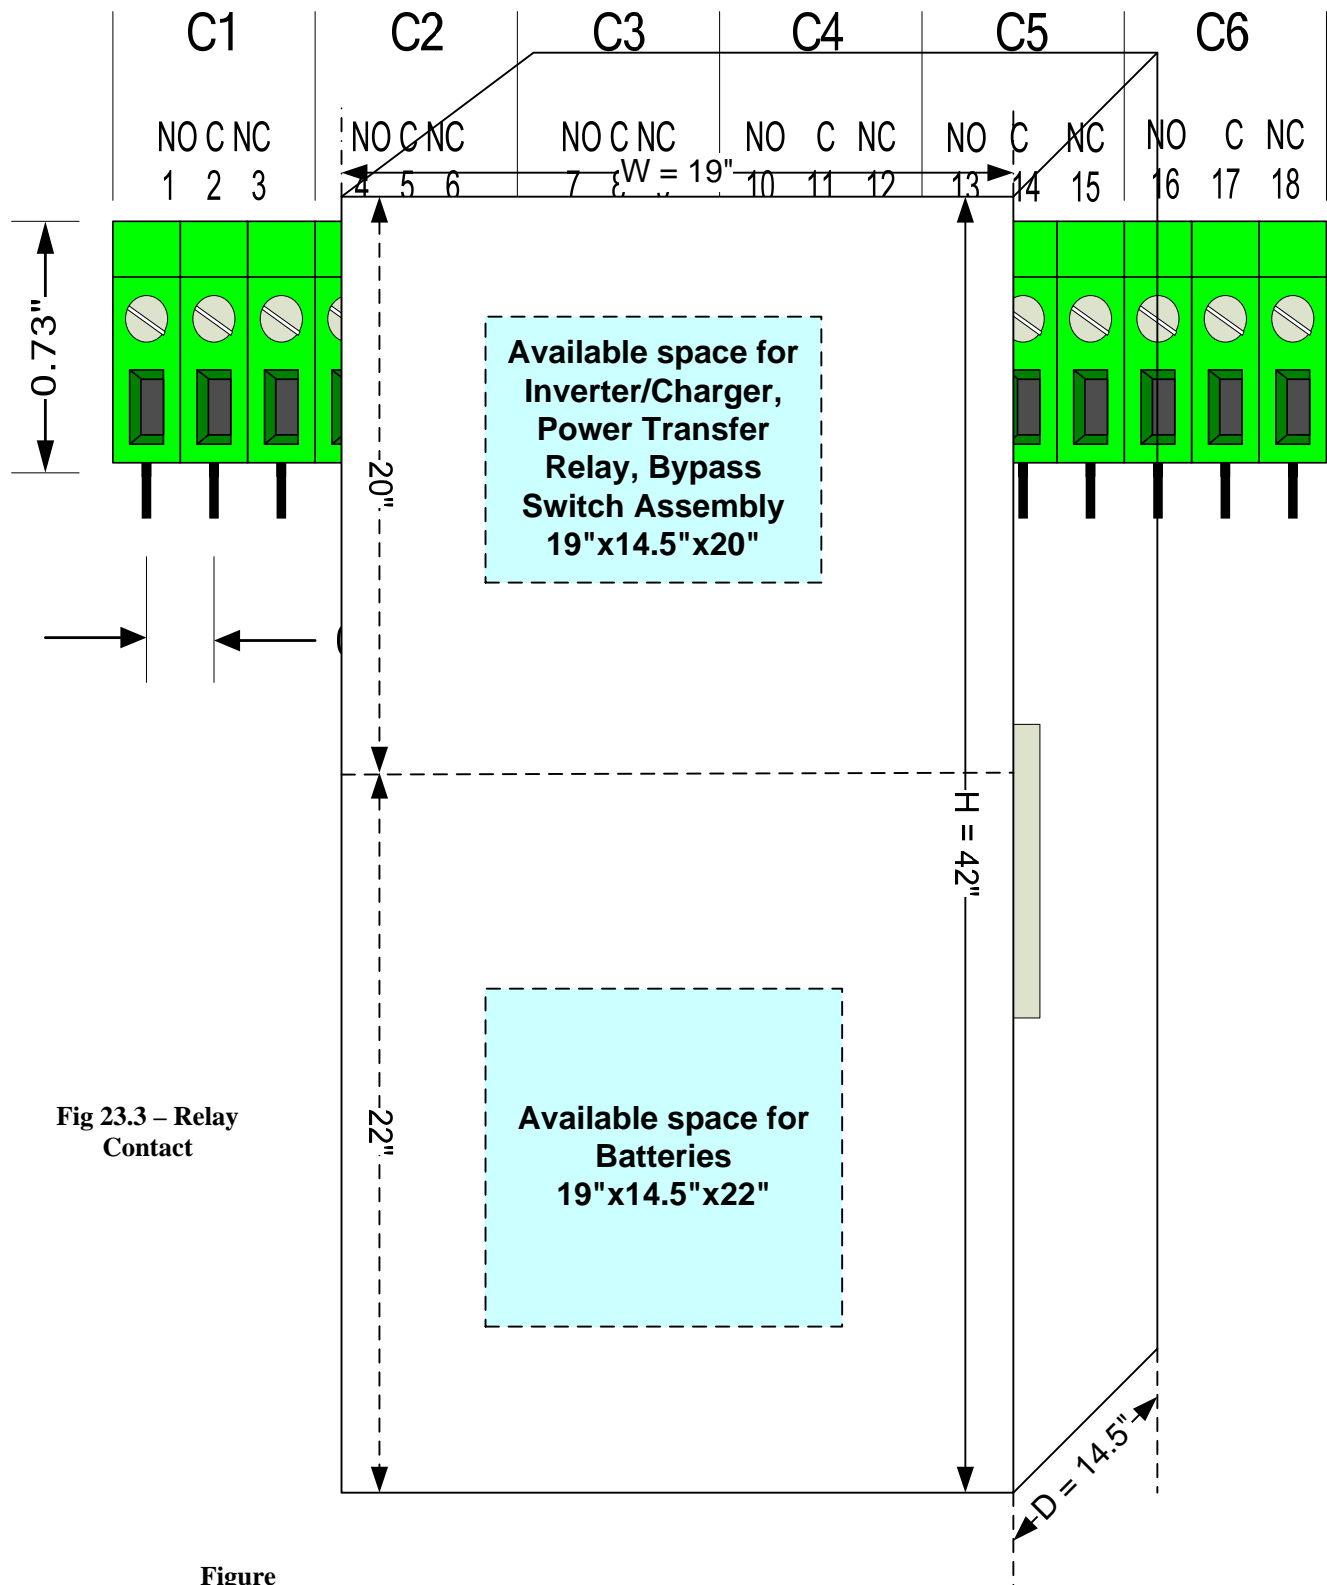 C1 C2 C3 C4 C5 C6
NO C NC NO C NC NO C NC NO C NC NO C NC NO C NC
1 2 3 4 5 6 7 10 11 12 13 14 15 16 17 18
W = 19"
0.73"
Available space for
Inverter/Charger,
Power Transfer
Relay, Bypass
Switch Assembly
19"x14.5"x20"
20"
H = 42"
22"
Available space for
Batteries
19"x14.5"x22"
Fig 23.3 – Relay
Contact
D = 14.5"
Figure